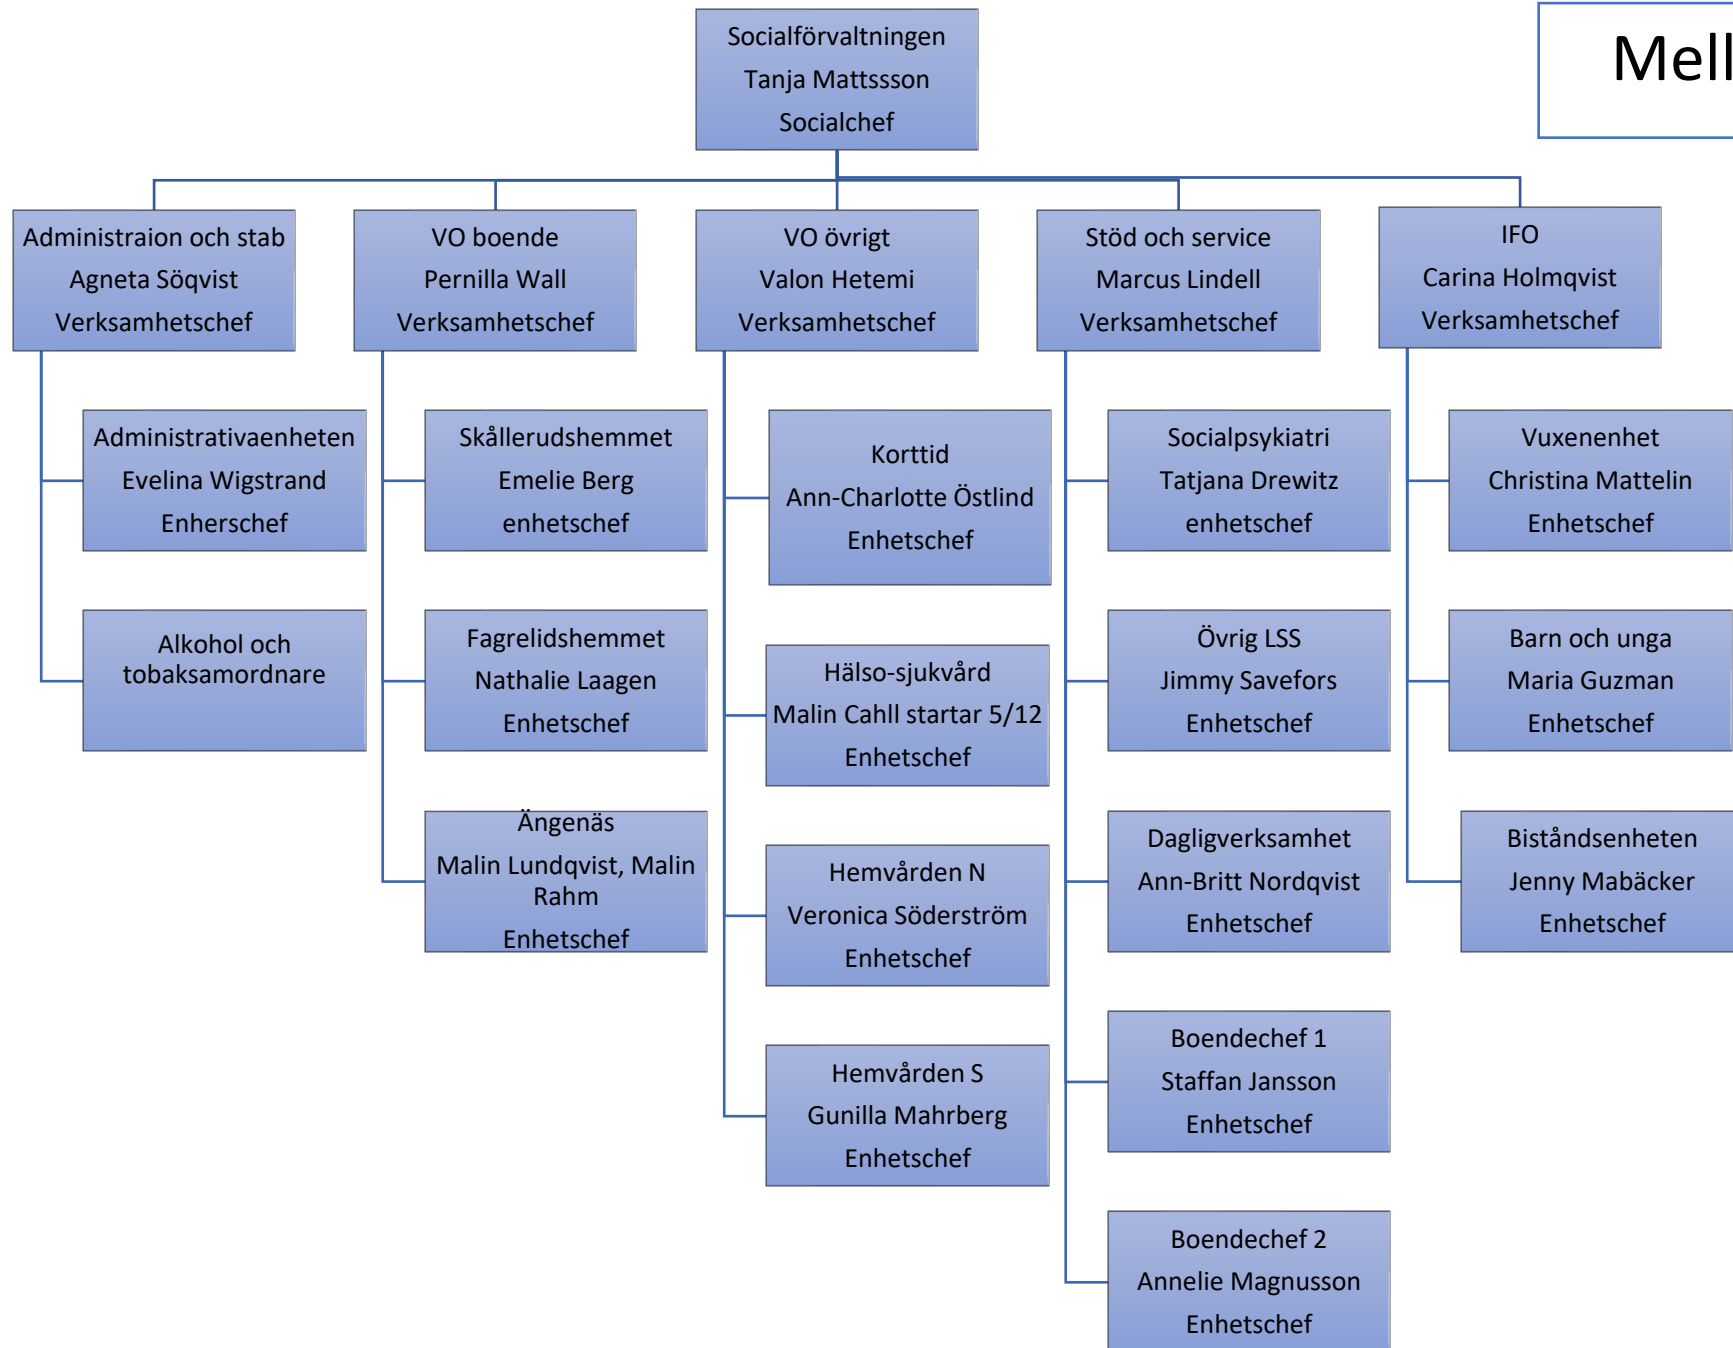 Mell
Socialförvaltningen
Tanja Mattssson
Socialchef
Administraion och stab
Agneta Söqvist
Verksamhetschef
VO boende
Pernilla Wall
Verksamhetschef
VO övrigt
Valon Hetemi
Verksamhetschef
Stöd och service
Marcus Lindell
Verksamhetschef
IFO
Carina Holmqvist
Verksamhetschef
Administrativaenheten
Evelina Wigstrand
Enherschef
Alkohol och
tobaksamordnare
Skållerudshemmet
Emelie Berg
enhetschef
Fagrelidshemmet
Nathalie Laagen
Enhetschef
Ängenäs
Malin Lundqvist, Malin
Rahm
Enhetschef
Korttid
Ann-Charlotte Östlind
Enhetschef
Hälso-sjukvård
Malin Cahll startar 5/12
Enhetschef
Hemvården N
Veronica Söderström
Enhetschef
Hemvården S
Gunilla Mahrberg
Enhetschef
Socialpsykiatri
Tatjana Drewitz
enhetschef
Övrig LSS
Jimmy Savefors
Enhetschef
Dagligverksamhet
Ann-Britt Nordqvist
Enhetschef
Boendechef 1
Staffan Jansson
Enhetschef
Boendechef 2
Annelie Magnusson
Enhetschef
Vuxenenhet
Christina Mattelin
Enhetschef
Barn och unga
Maria Guzman
Enhetschef
Biståndsenheten
Jenny Mabäcker
Enhetschef